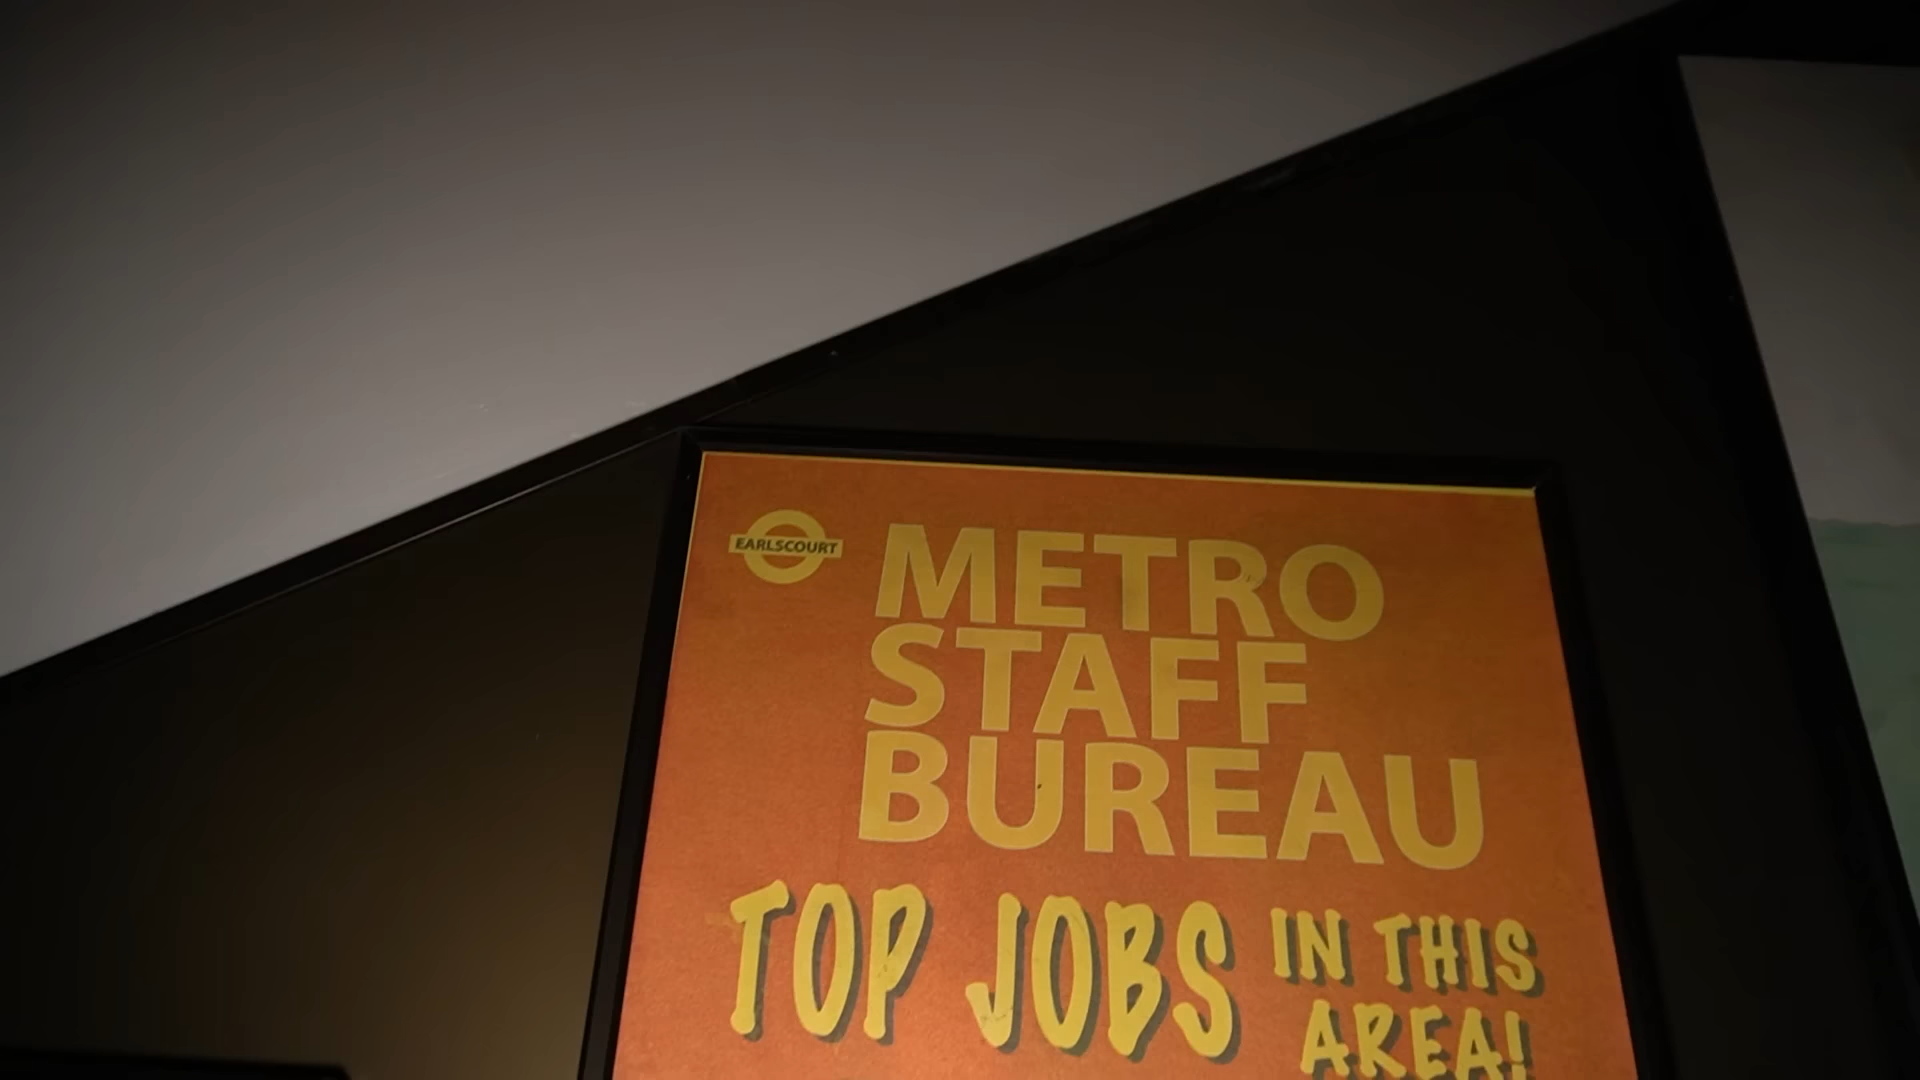 EARLSCOURT
METRO
STAFF
BUREAU
TOP JOBS IN THIS
AREA!